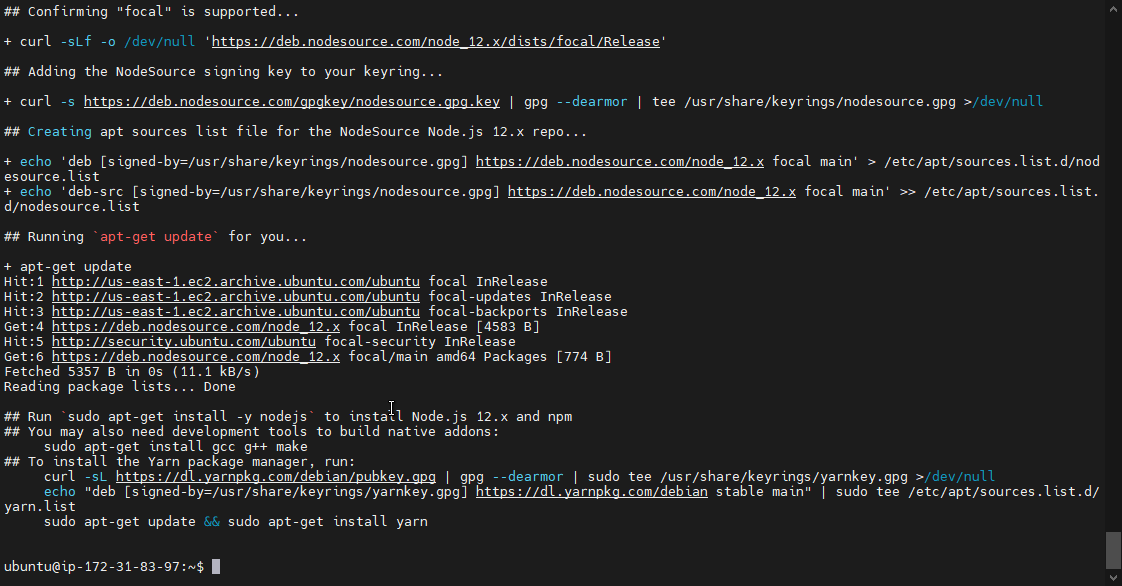 ## Confirming "focal" is supported...
+ curl -sLf -o /dev/null 'https://deb.nodesource.com/node_12.x/dists/focal/Release'
## Adding the NodeSource signing key to your keyring...
+ curl -s https://deb.nodesource.com/gpgkey/nodesource.gpg.key | gpg --dearmor | tee /usr/share/keyrings/nodesource.gpg >/dev/null
## Creating apt sources list file for the NodeSource Node.js 12.x repo...
+ echo 'deb [signed-by=/usr/share/keyrings/nodesource.gpg] https://deb.nodesource.com/node_12.x focal main' > /etc/apt/sources.list.d/nod
esource.list
+ echo 'deb-src [signed-by=/usr/share/keyrings/nodesource.gpg] https://deb.nodesource.com/node_12.x focal main' >> /etc/apt/sources.list.
d/nodesource.list
## Running `apt-get update` for you...
+ apt-get update
Hit:1 http://us-east-1.ec2.archive.ubuntu.com/ubuntu focal InRelease
Hit:2 http://us-east-1.ec2.archive.ubuntu.com/ubuntu focal-updates InRelease
Hit:3 http://us-east-1.ec2.archive.ubuntu.com/ubuntu focal-backports InRelease
Get:4 https://deb.nodesource.com/node_12.x focal InRelease [4583 B]
Hit:5 http://security.ubuntu.com/ubuntu focal-security InRelease
Get:6 https://deb.nodesource.com/node_12.x focal/main amd64 Packages [774 B]
Fetched 5357 B in 0s (11.1 kB/s)
Reading package lists... Done
## Run `sudo apt-get install -y nodejs` to install Node.js 12.x and npm
## You may also need development tools to build native addons:
sudo apt-get install gcc g++ make
## To install the Yarn package manager, run:
curl -sL https://dl.yarnpkg.com/debian/pubkey.gpg | gpg --dearmor | sudo tee /usr/share/keyrings/yarnkey.gpg >/dev/null
echo "deb [signed-by=/usr/share/keyrings/yarnkey.gpg] https://dl.yarnpkg.com/debian stable main" | sudo tee /etc/apt/sources.list.d/
yarn.list
sudo apt-get update && sudo apt-get install yarn
ubuntu@ip-172-31-83-97:~$